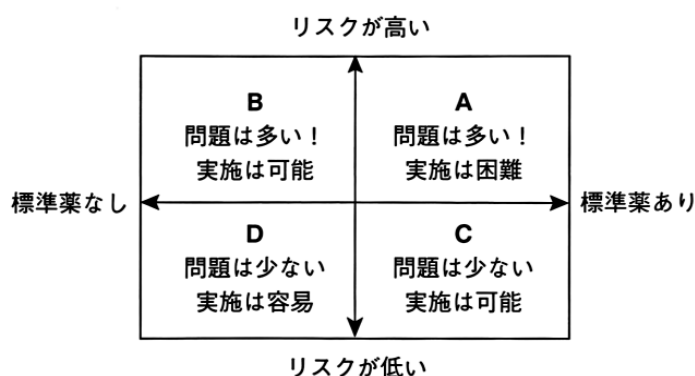 リスクが高い
B
問題は多い！
実施は可能
A
問題は多い！
実施は困難
標準薬なし
標準薬あり
D
問題は少ない
実施は容易
C
問題は少ない
実施は可能
リスクが低い